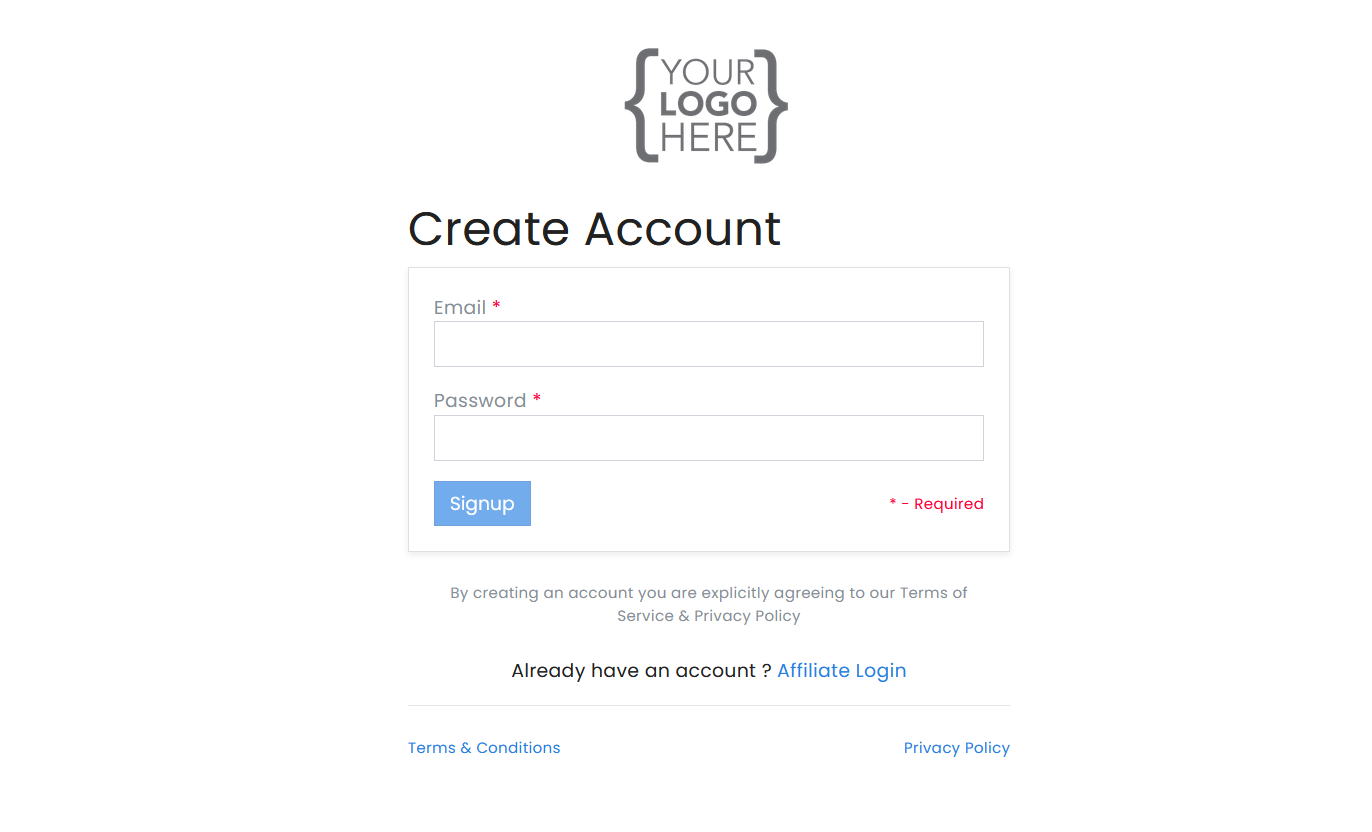 YOUR
LOGO
HERE
Create Account
Email *
Password *
Signup
* - Required
By creating an account you are explicitly agreeing to our Terms of
Service & Privacy Policy
Already have an account ? Affiliate Login
Terms & Conditions
Privacy Policy